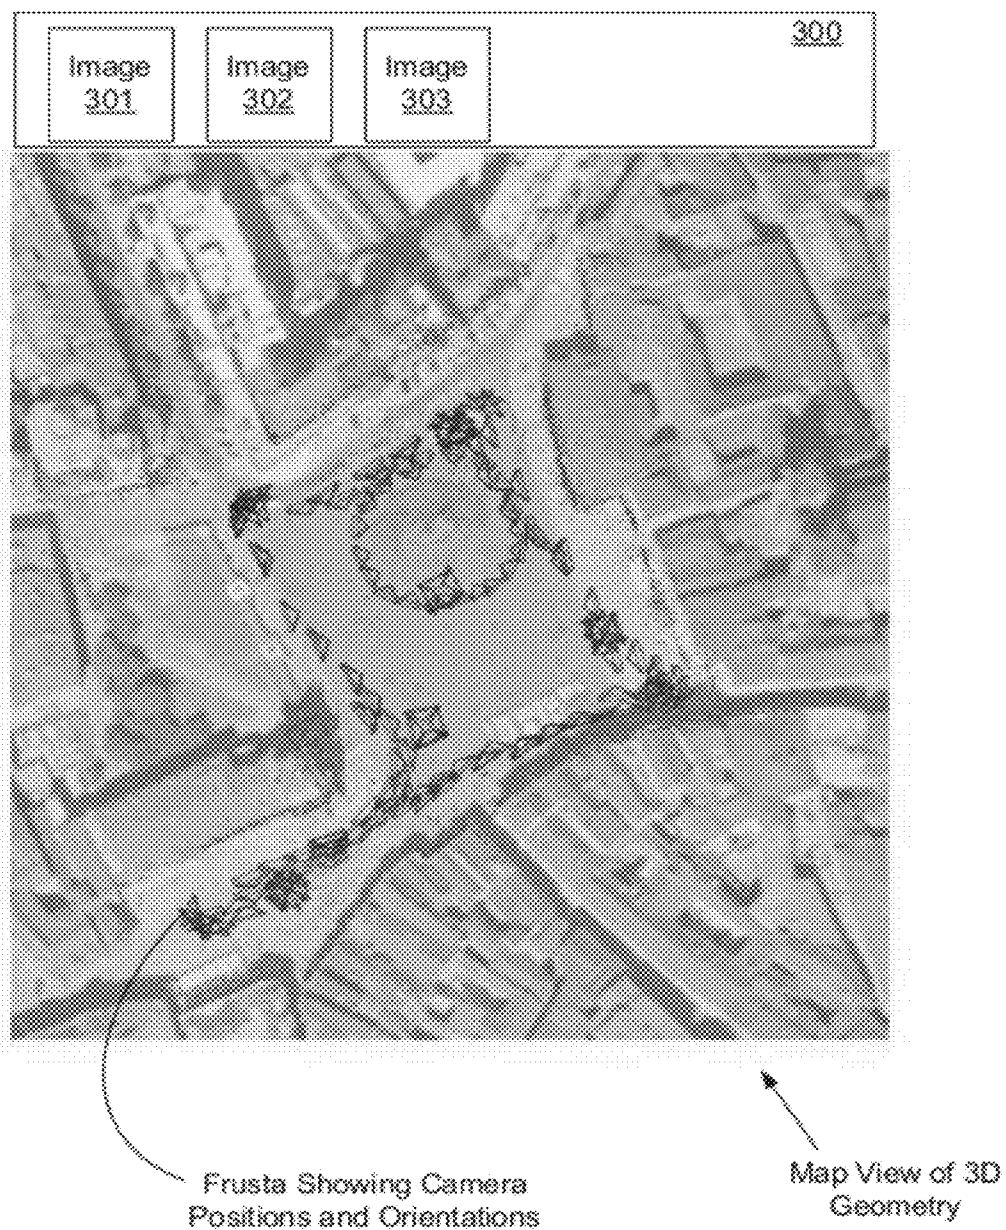 300
Image
301
Image
302
Image
303
Frusta Showing Camera
Positions and Orientations
Map View of 3D
Geometry